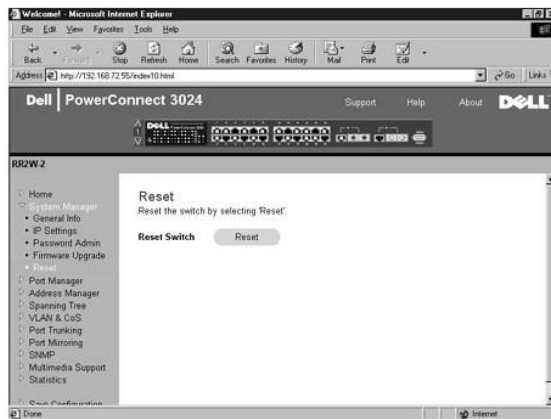 Welcome! - Microsoft Internet Explorer
File Edit View Favorites Tools Help
Back Forward Stop Refresh Home Search Favorites History Mail Print Edit
Address http://192.168.72.55/index10.html Go Links
Dell PowerConnect 3024 Support Help About DELL
DELL
RR2W-2
Home
System Manager
General Info
IP Settings
Password Admin
Firmware Upgrade
Reset
Port Manager
Address Manager
Spanning Tree
VLAN & CoS
Port Trunking
Port Mirroring
SNMP
Multimedia Support
Statistics
Save Configuration
Reset
Reset the switch by selecting 'Reset'.
Reset Switch Reset
Done Internet